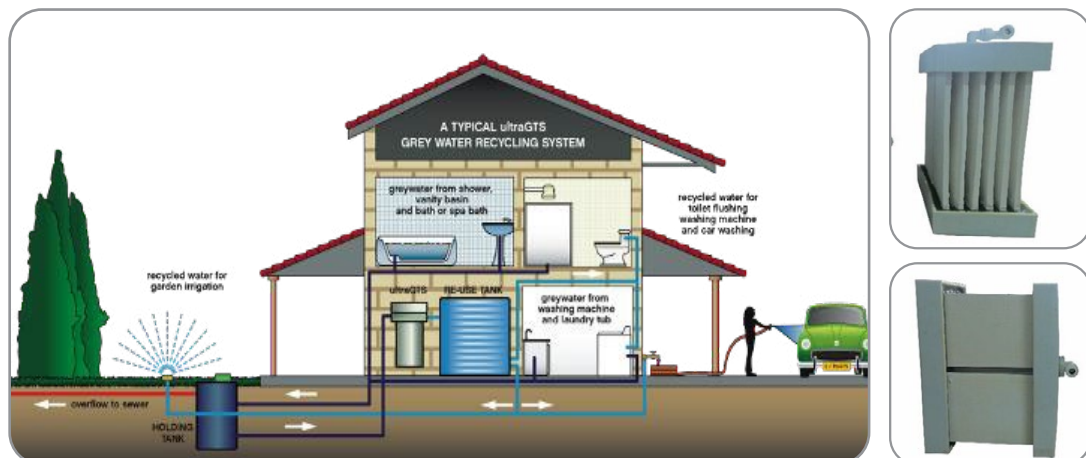 A TYPICAL ultraGTS
GREY WATER RECYCLING SYSTEM
greywater from shower,
vanity basin
and bath or spa bath
recycled water for
toilet flushing
washing machine
and car washing
recycled water for
garden irrigation
ultraGTS
RE-USE TANK
greywater from
washing machine
and laundry tub
overflow to sewer
HOLDING
TANK